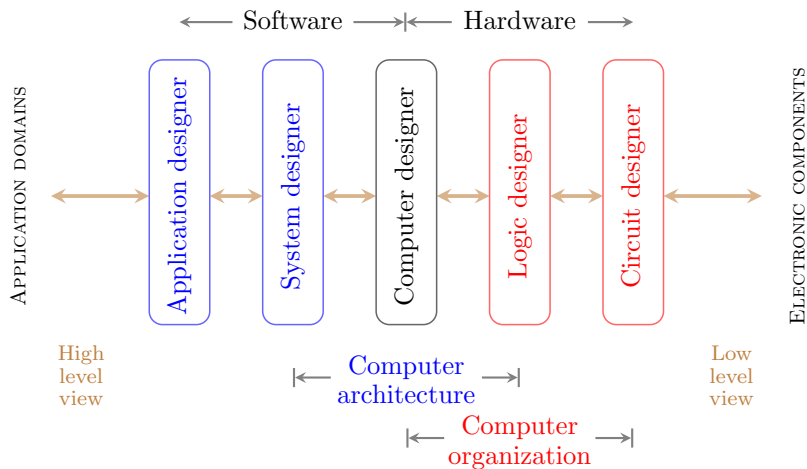 Software
Hardware
APPLICATION DOMAINS
Application designer
System designer
Computer designer
Logic designer
Circuit designer
ELECTRONIC COMPONENTS
High
level
view
Computer
architecture
Low
level
view
Computer
organization